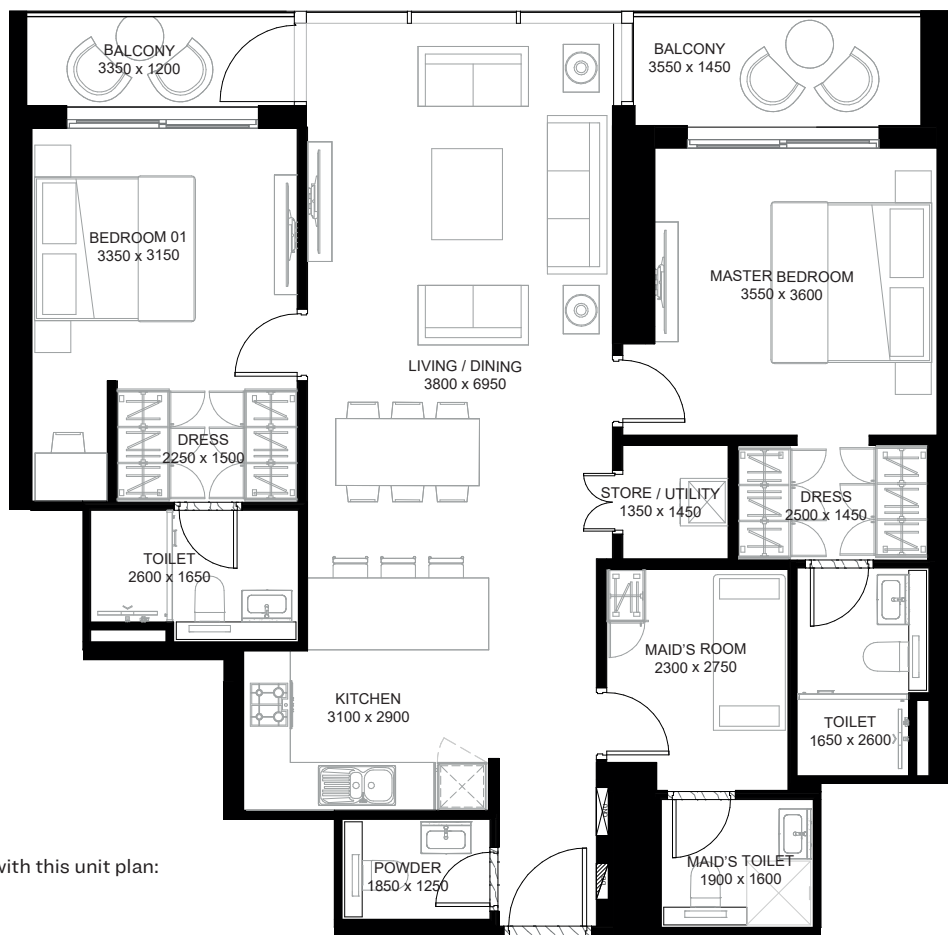 BALCONY
3350 x 1200
BALCONY
3550 x 1450
BEDROOM 01
3350 x 3150
MASTER BEDROOM
3550 x 3600
LIVING / DINING
3800 x 6950
DRESS
2250 x 1500
STORE / UTILITY
1350 x 1450
DRESS
2500 x 1450
TOILET
2600 x 1650
MAID'S ROOM
2300 x 2750
KITCHEN
3100 x 2900
TOILET
1650 x 2600
POWDER
1850 x 1250
MAID'S TOILET
1900 x 1600
with this unit plan: